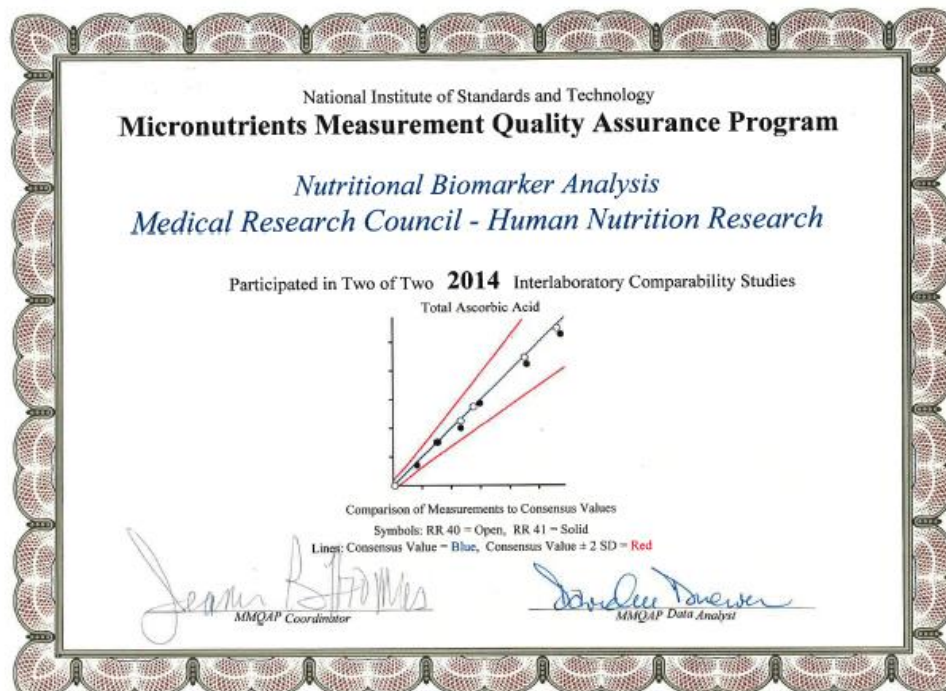 National Institute of Standards and Technology
Micronutrients Measurement Quality Assurance Program
Nutritional Biomarker Analysis
Medical Research Council - Human Nutrition Research
Participated in Two of Two 2014 Interlaboratory Comparability Studies
Total Ascorbic Acid
Comparison of Measurements to Consensus Values
Symbols: RR 40 = Open, RR 41 = Solid
Lines: Consensus Value = Blue, Consensus Value ± 2 SD = Red
MMQAP Coordinator
MMQAP Data Analyst